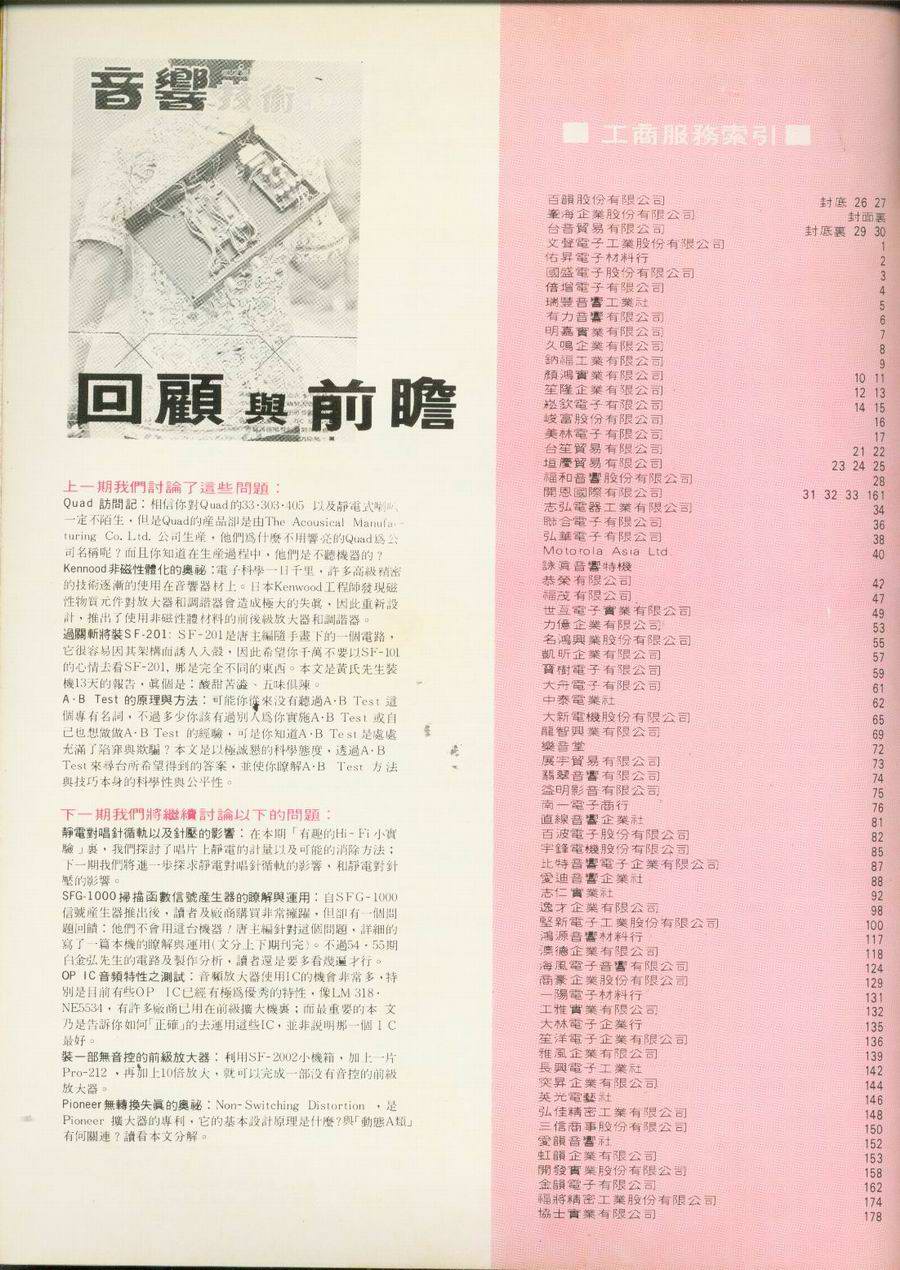 音響技術
回顧與前瞻
上一期我們討論了這些問題：
Quad 訪問記：相信你對Quad的33·303·405 以及靜電式喇叭
一定不陌生，但是Quad的產品卻是由The Acousical Manufac-
turing Co. Ltd. 公司生產，他們爲什麼不用響亮的Quad爲公
司名稱呢？而且你知道在生產過程中，他們是不聽機器的？
Kennood非磁性體化的奧祕：電子科學一日千里，許多高級精密
的技術逐漸的使用在音響器材上。日本Kenwood工程師發現磁
性物質元件對放大器和調諧器會造成極大的失眞，因此重新設
計，推出了使用非磁性體材料的前後級放大器和調諧器。
過關斬將裝SF-201：SF-201是唐主編隨手畫下的一個電路，
它很容易因其架構而誘人入殼，因此希望你千萬不要以SF-101
的心情去看SF-201, 那是完全不同的東西。本文是黃氏先生裝
機13天的報告，眞個是：酸甜苦澁、五味俱陳。
A·B Test 的原理與方法：可能你從來沒有聽過A·B Test 這
個專有名詞，不過多少你該有過別人爲你實施A·B Test 或自
己也想做做A·B Test 的經驗，可是你知道A·B Test是處處
充滿了陷穽與欺騙？本文是以極誠懇的科學態度，透過A·B
Test來尋台所希望得到的答案，並使你瞭解A·B Test 方法
與技巧本身的科學性與公平性。
下一期我們將繼續討論以下的問題：
靜電對唱針循軌以及針壓的影響：在本期「有趣的Hi-Fi 小實
驗」裏，我們探討了唱片上靜電的計量以及可能的消除方法；
下一期我們將進一步探求靜電對唱針循軌的影響，和靜電對針
壓的影響。
SFG-1000掃描函數信號產生器的瞭解與運用：自SFG-1000
信號產生器推出後，讀者及廠商購買非常擁躍，但卻有一個問
題回饋：他們不會用這台機器！唐主編針對這個問題，詳細的
寫了一篇本機的瞭解與運用(文分上下期刊完)。不過54、55期
白金弘先生的電路及製作分析，讀者還是要多看幾遍才行。
OP IC音頻特性之測試：音頻放大器使用IC的機會非常多，特
別是目前有些OP IC已經有極爲優秀的特性，像LM 318，
NE5534，有許多廠商已用在前級擴大機裏；而最重要的本 文
乃是告訴你如何「正確」的去運用這些IC，並非說明那一個 I C
最好。
裝一部無音控的前級放大器：利用SF-2002小機箱，加上一片
Pro-212 ，再加上10倍放大，就可以完成一部沒有音控的前級
放大器。
Pioneer無轉換失眞的奧祕：Non-Switching Distortion ，是
Pioneer 擴大器的專利，它的基本設計原理是什麼？與「動態A類」
有何關連？讀看本文分解。
■ 工商服務索引 ■
百韻股份有限公司 封底 26 27
峯海企業股份有限公司 封面裏
台音貿易有限公司 封底裏 29 30
文聲電子工業股份有限公司 1
佑昇電子材料行 2
國盛電子股份有限公司 3
倍增電子有限公司 4
瑞豐音響工業社 5
有力音響有限公司 6
明嘉實業有限公司 7
久鳴企業有限公司 8
鈉福工業有限公司 9
顏鴻實業有限公司 10 11
笙隆企業有限公司 12 13
崧欽電子有限公司 14 15
峻富股份有限公司 16
美林電子有限公司 17
台笙貿易有限公司 21 22
垣慶貿易有限公司 23 24 25
福和音響股份有限公司 28
開恩國際有限公司 31 32 33 161
志弘電器工業有限公司 34
聯合電子有限公司 36
弘華電子有限公司 38
Motorola Asia Ltd. 40
詠眞音響特機
恭榮有限公司 42
福茂有限公司 47
世亙電子實業有限公司 49
力億企業有限公司 53
名鴻興業股份有限公司 55
凱昕企業有限公司 57
寶樹電子有限公司 59
大舟電子有限公司 61
中泰電業社 62
大新電機股份有限公司 65
龍智興業有限公司 69
樂音堂 72
展宇貿易有限公司 73
翡翠音響有限公司 74
益明影音有限公司 75
南一電子商行 76
直線音響企業社 81
百波電子股份有限公司 82
宇鋒電機股份有限公司 85
比特音響電子企業有限公司 87
愛迪音響企業社 88
志仁實業社 92
逸才企業有限公司 98
堅新電子工業股份有限公司 100
鴻源音響材料行 117
澳德企業有限公司 118
海風電子音響有限公司 124
商豪企業股份有限公司 129
一陽電子材料行 131
工雅實業有限公司 132
大林電子企業行 135
笙洋電子企業有限公司 136
雅風企業有限公司 139
長興電子工業社 142
突昇企業有限公司 144
英光電藝社 146
弘佳精密工業有限公司 148
三信商事股份有限公司 150
愛韻音響社 152
虹韻企業有限公司 153
開發實業股份有限公司 158
金韻電子有限公司 162
福將精密工業股份有限公司 174
協士實業有限公司 178